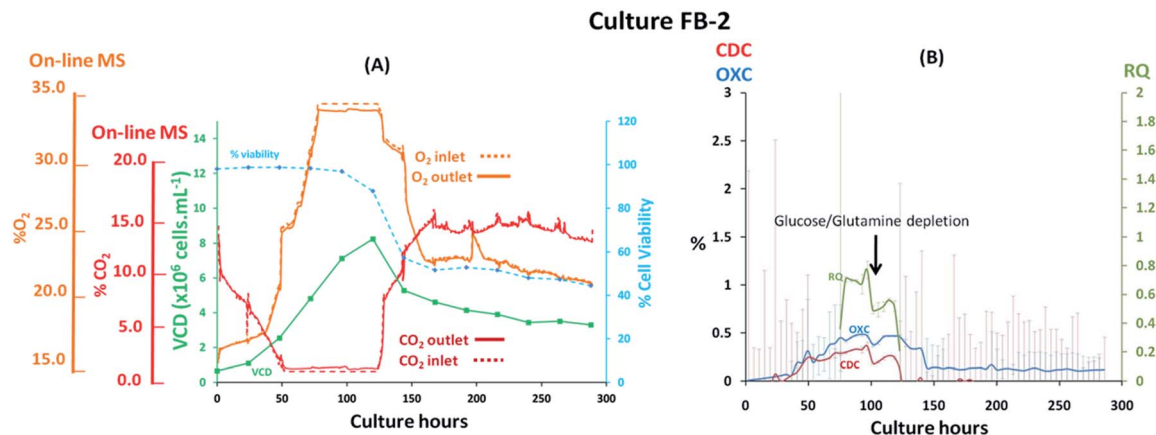 Culture FB-2
On-line MS
(A)
35.0
30.0
25.0
20.0
15.0
%O2
On-line MS
20.0
15.0
10.0
5.0
0.0
% CO2
14
12
10
8
6
4
2
0
VCD (x10⁶ cells.mL⁻¹)
% viability
O2 inlet
O2 outlet
CO2 outlet
CO2 inlet
VCD
120
100
80
60
40
20
0
% Cell Viability
0 50 100 150 200 250 300
Culture hours
CDC
OXC
(B)
RQ
3
2.5
2
1.5
1
0.5
0
%
Glucose/Glutamine depletion
RQ
OXC
CDC
2
1.8
1.6
1.4
1.2
1
0.8
0.6
0.4
0.2
0
0 50 100 150 200 250 300
Culture hours